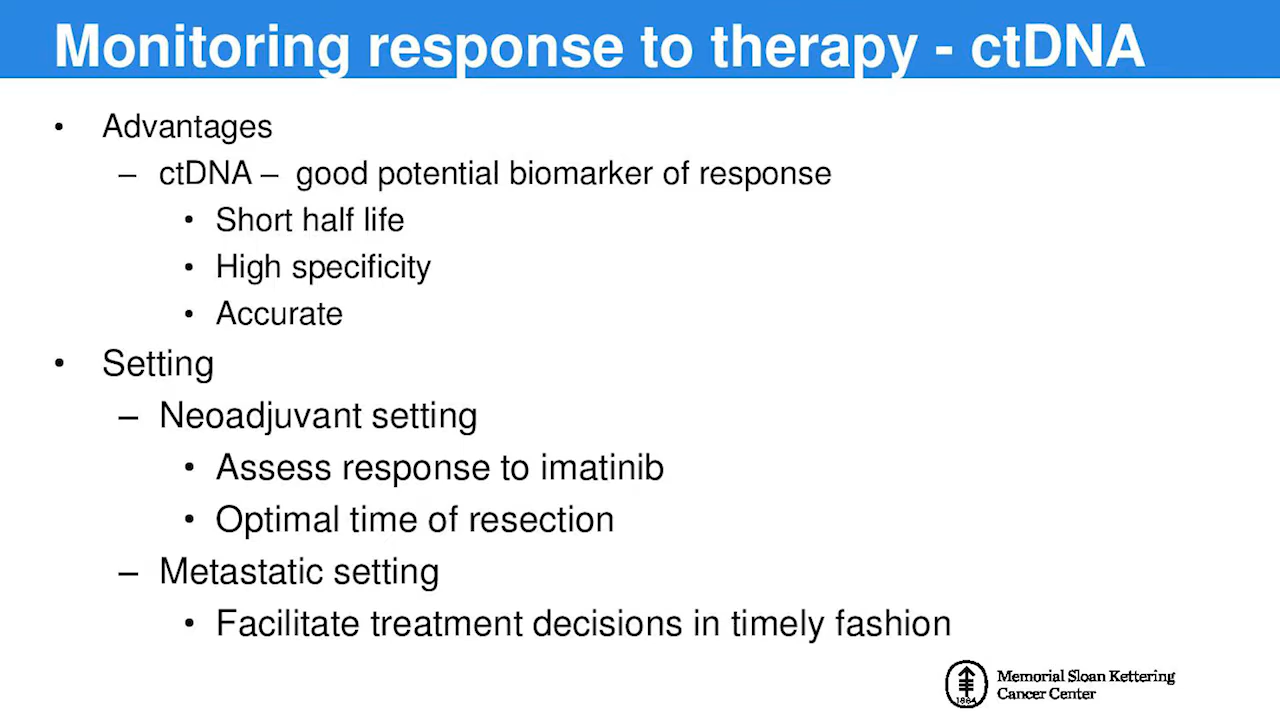 Monitoring response to therapy - ctDNA
• Advantages
– ctDNA – good potential biomarker of response
• Short half life
• High specificity
• Accurate
• Setting
– Neoadjuvant setting
• Assess response to imatinib
• Optimal time of resection
– Metastatic setting
• Facilitate treatment decisions in timely fashion
1884
Memorial Sloan Kettering
Cancer Center